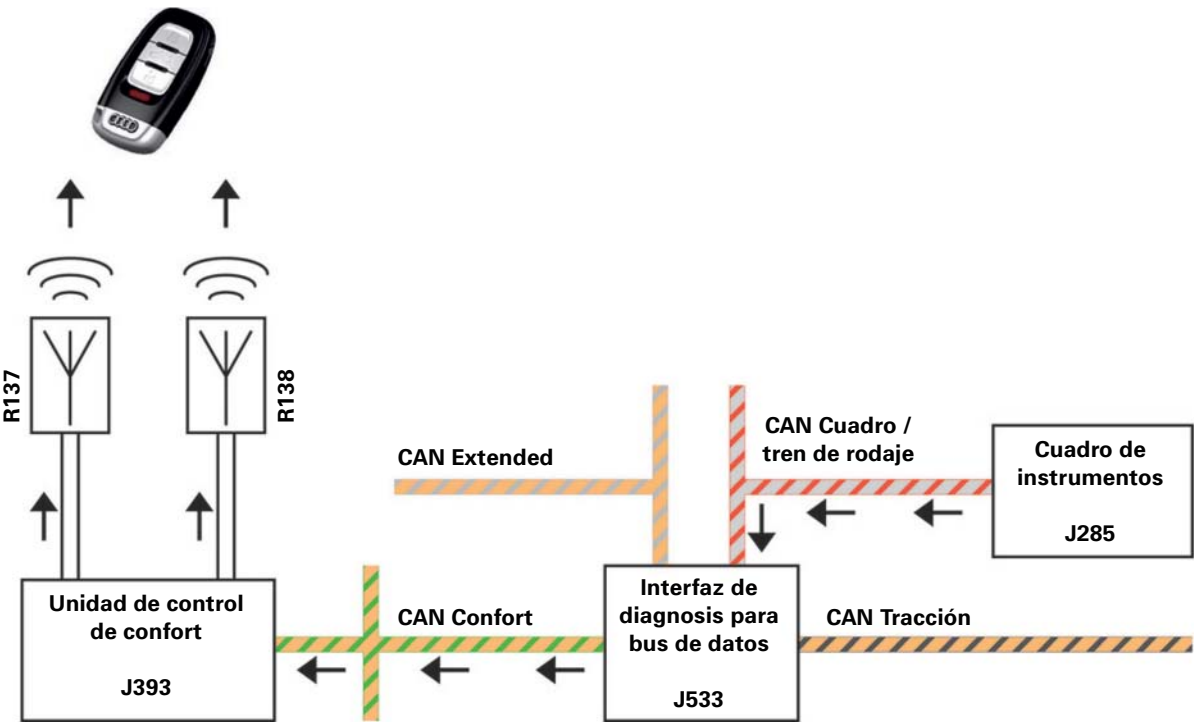 R137
R138
CAN Extended
CAN Cuadro /
tren de rodaje
Cuadro de
instrumentos
J285
Unidad de control
de confort
J393
CAN Confort
Interfaz de
diagnosis para
bus de datos
J533
CAN Tracción